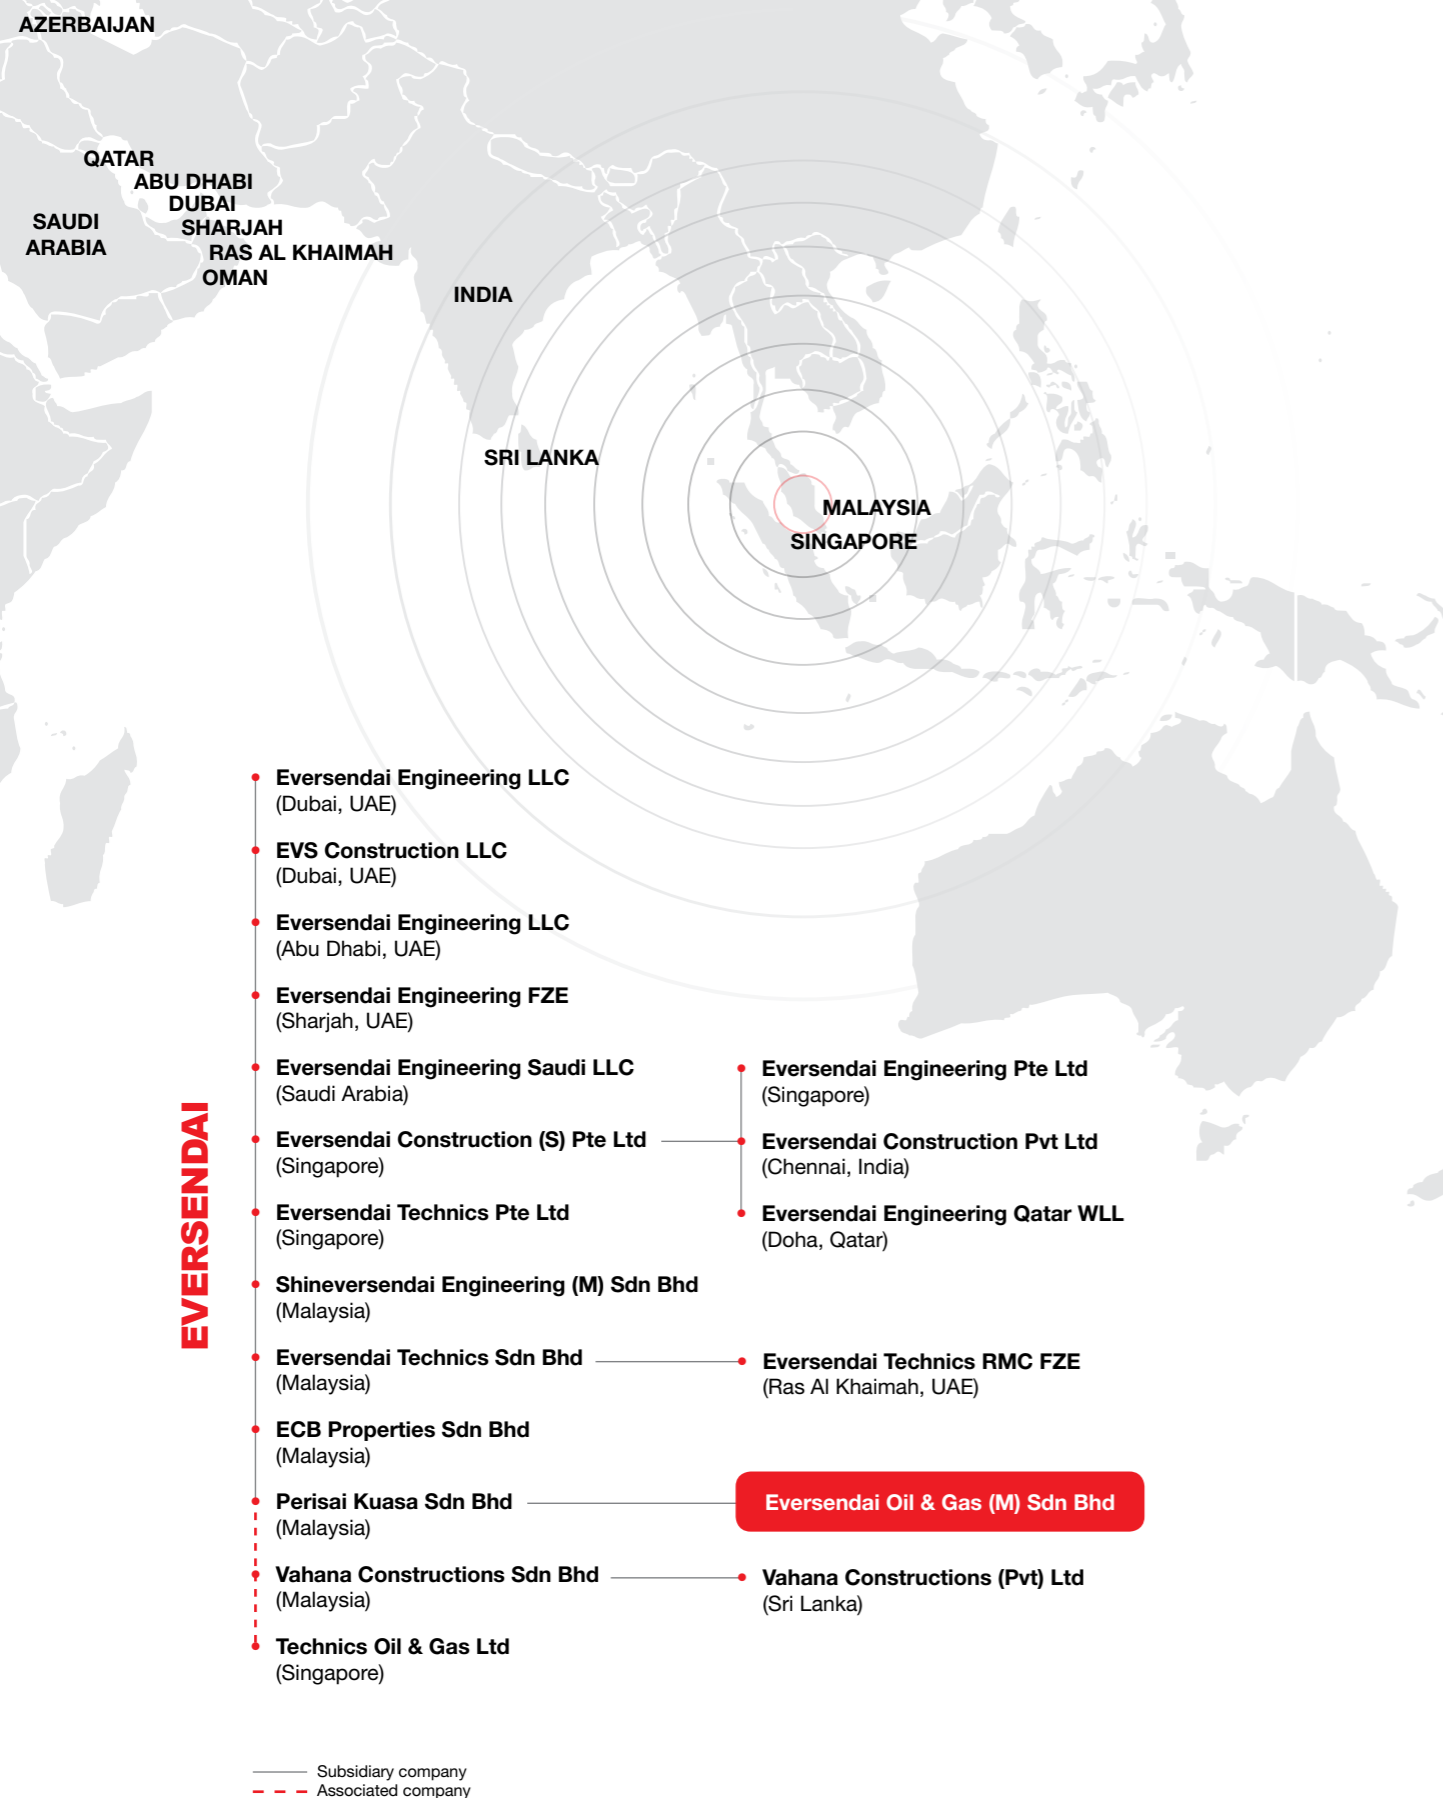 AZERBAIJAN
QATAR
ABU DHABI
DUBAI
SAUDI
ARABIA
SHARJAH
RAS AL KHAIMAH
OMAN
INDIA
SRI LANKA
MALAYSIA
SINGAPORE
EVERSENDAI
Eversendai Engineering LLC
(Dubai, UAE)
EVS Construction LLC
(Dubai, UAE)
Eversendai Engineering LLC
(Abu Dhabi, UAE)
Eversendai Engineering FZE
(Sharjah, UAE)
Eversendai Engineering Saudi LLC
(Saudi Arabia)
Eversendai Construction (S) Pte Ltd
(Singapore)
Eversendai Engineering Pte Ltd
(Singapore)
Eversendai Construction Pvt Ltd
(Chennai, India)
Eversendai Engineering Qatar WLL
(Doha, Qatar)
Eversendai Technics Pte Ltd
(Singapore)
Shineversendai Engineering (M) Sdn Bhd
(Malaysia)
Eversendai Technics Sdn Bhd
(Malaysia)
Eversendai Technics RMC FZE
(Ras Al Khaimah, UAE)
ECB Properties Sdn Bhd
(Malaysia)
Perisai Kuasa Sdn Bhd
(Malaysia)
Eversendai Oil & Gas (M) Sdn Bhd
Vahana Constructions Sdn Bhd
(Malaysia)
Vahana Constructions (Pvt) Ltd
(Sri Lanka)
Technics Oil & Gas Ltd
(Singapore)
Subsidiary company
Associated company